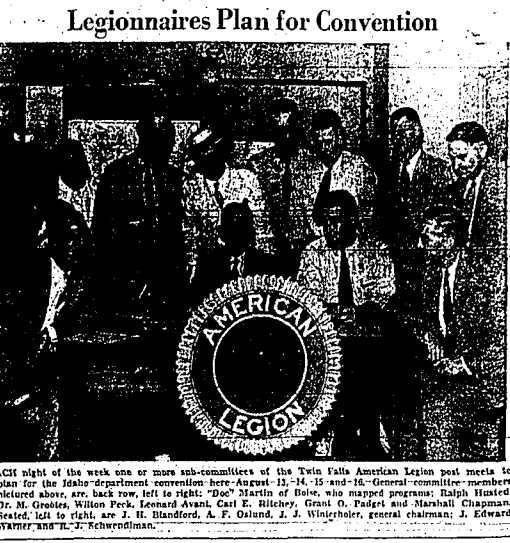 Legionnaires Plan for Convention
AMERICAN
LEGION
ACH night of the week one or more sub-committees of the Twin Falls American Legion post meets to
plan for the Idaho department convention here August 13, 14, 15 and 16. General committee members
pictured above, are, back row, left to right: "Doc" Martin of Boise, who mapped programs; Ralph Husted
Dr. M. Grobles, Wilton Peck, Leonard Avant, Carl E. Ritchey, Grant O. Padget and Marshall Chapman.
Seated, left to right, are J. H. Blandford, A. F. Oslund, J. J. Winterholer, general chairman; J. Edward
Warner and R. J. Schwendiman.